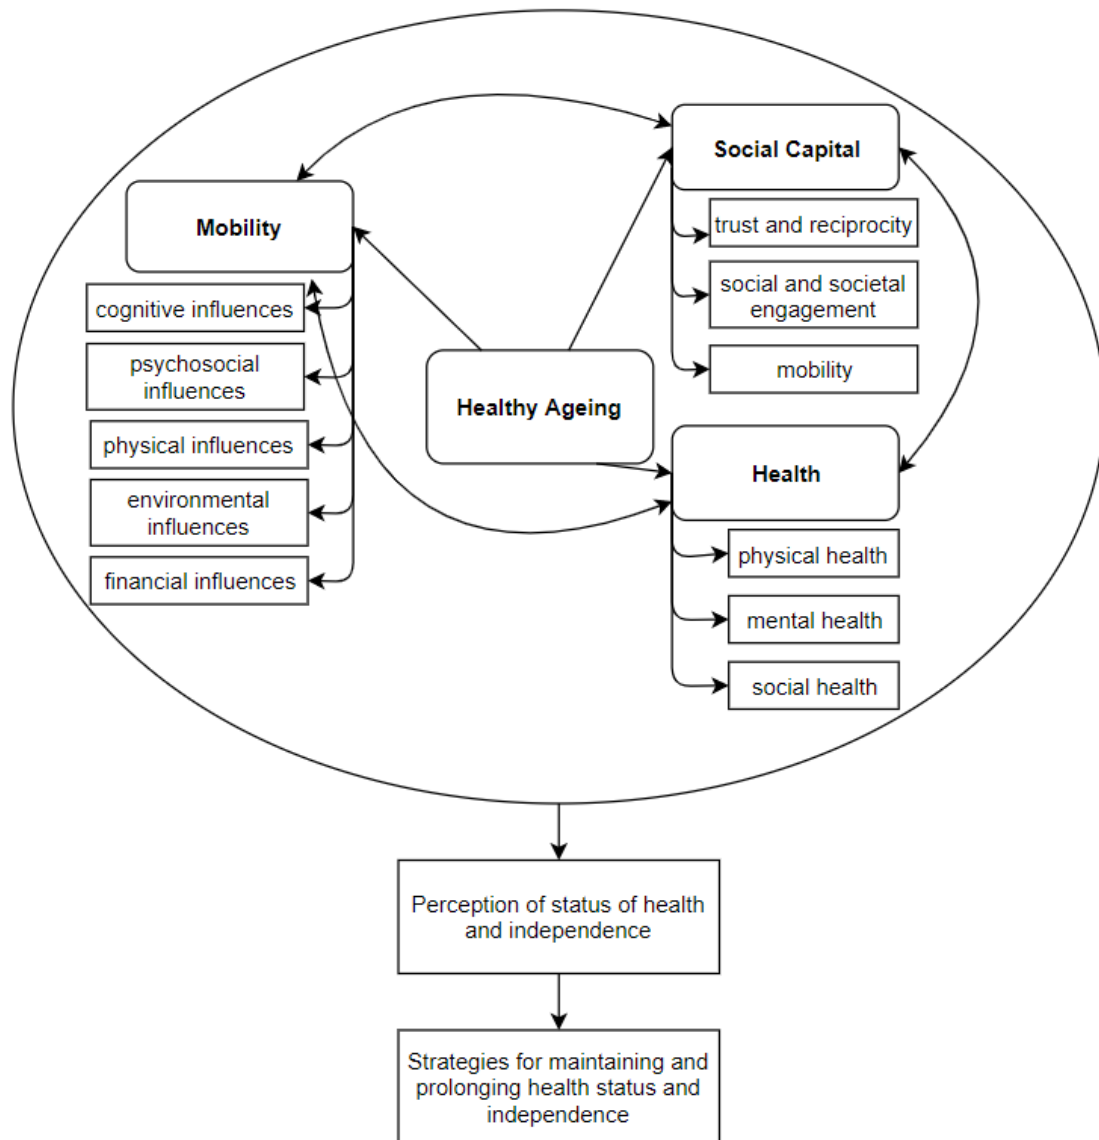 Social Capital
trust and reciprocity
social and societal
engagement
mobility
Mobility
cognitive influences
psychosocial
influences
physical influences
environmental
influences
financial influences
Healthy Ageing
Health
physical health
mental health
social health
Perception of status of health
and independence
Strategies for maintaining and
prolonging health status and
independence